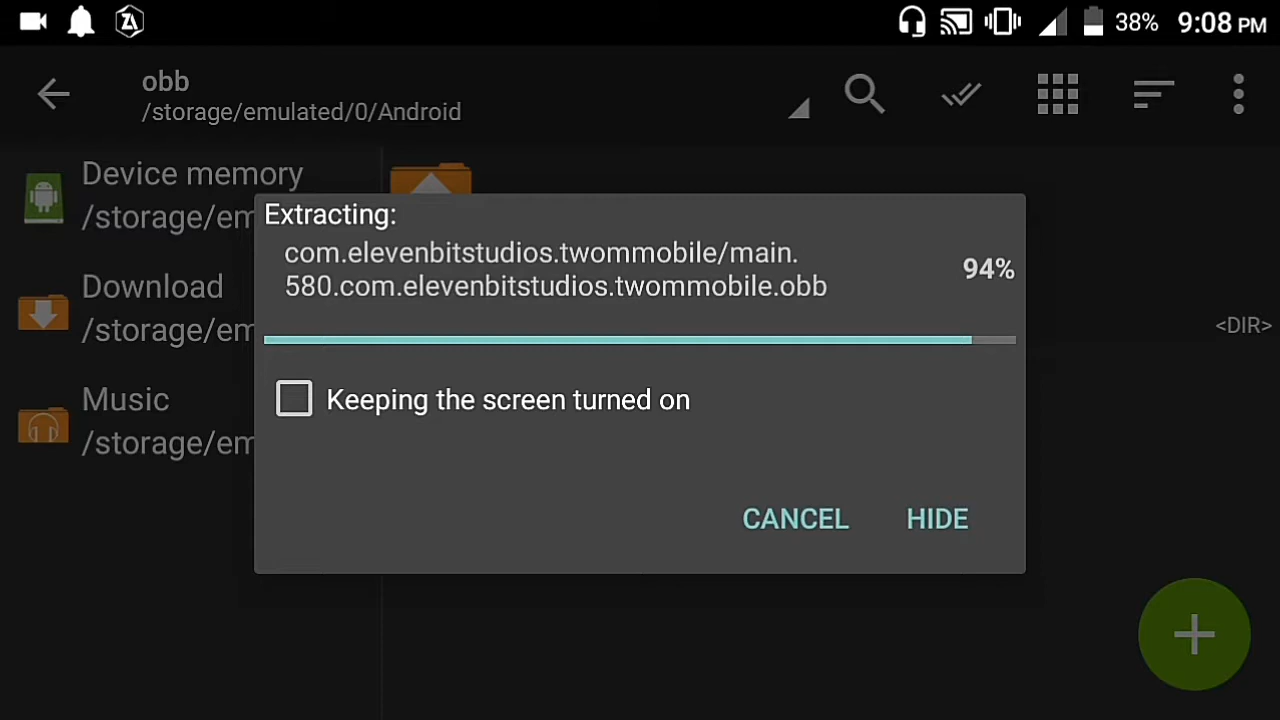 38% 9:08 PM
obb
/storage/emulated/0/Android
Device memory
/storage/em
Download
/storage/em
Music
/storage/em
<DIR>
Extracting:
com.elevenbitstudios.twommobile/main.
580.com.elevenbitstudios.twommobile.obb
94%
Keeping the screen turned on
CANCEL HIDE